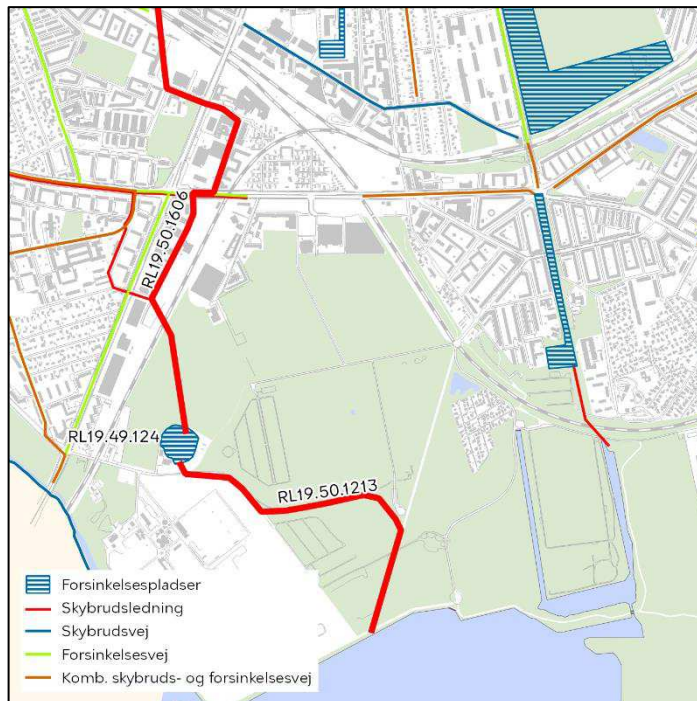 RL19.50.1606
RL19.49.124
RL19.50.1213
Forsinkelsespladser
Skybrudsledning
Skybrudsvej
Forsinkelsesvej
Komb. skybruds- og forsinkelsesvej